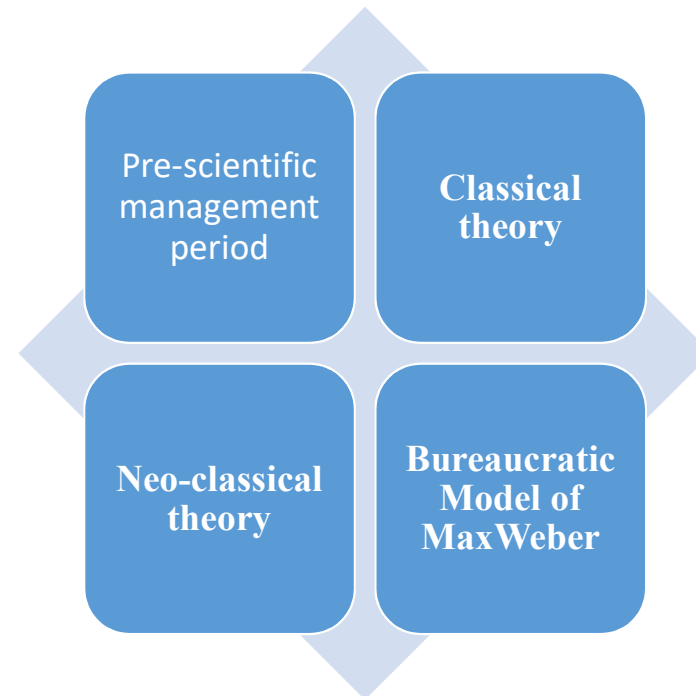 Pre-scientific
management
period
Classical
theory
Neo-classical
theory
Bureaucratic
Model of
MaxWeber